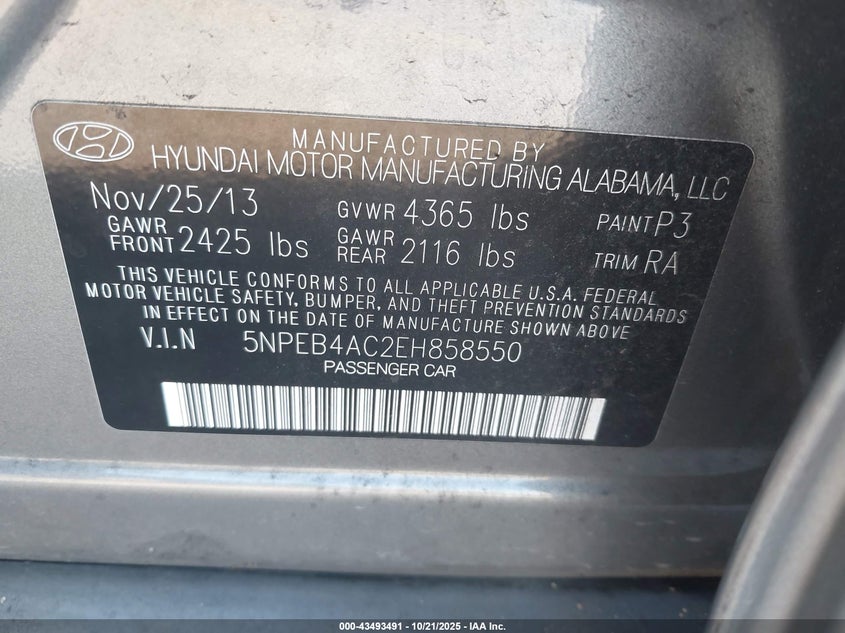 MANUFACTURED BY
HYUNDAI MOTOR MANUFACTURING ALABAMA, LLC
Nov/25/13 GVWR 4365 lbs PAINT P3
GAWR FRONT 2425 lbs GAWR REAR 2116 lbs TRIM RA
THIS VEHICLE CONFORMS TO ALL APPLICABLE U.S.A. FEDERAL
MOTOR VEHICLE SAFETY, BUMPER, AND THEFT PREVENTION STANDARDS
IN EFFECT ON THE DATE OF MANUFACTURE SHOWN ABOVE
V.I.N 5NPEB4AC2EH858550
PASSENGER CAR
000-43493491 - 10/21/2025 - IAA Inc.